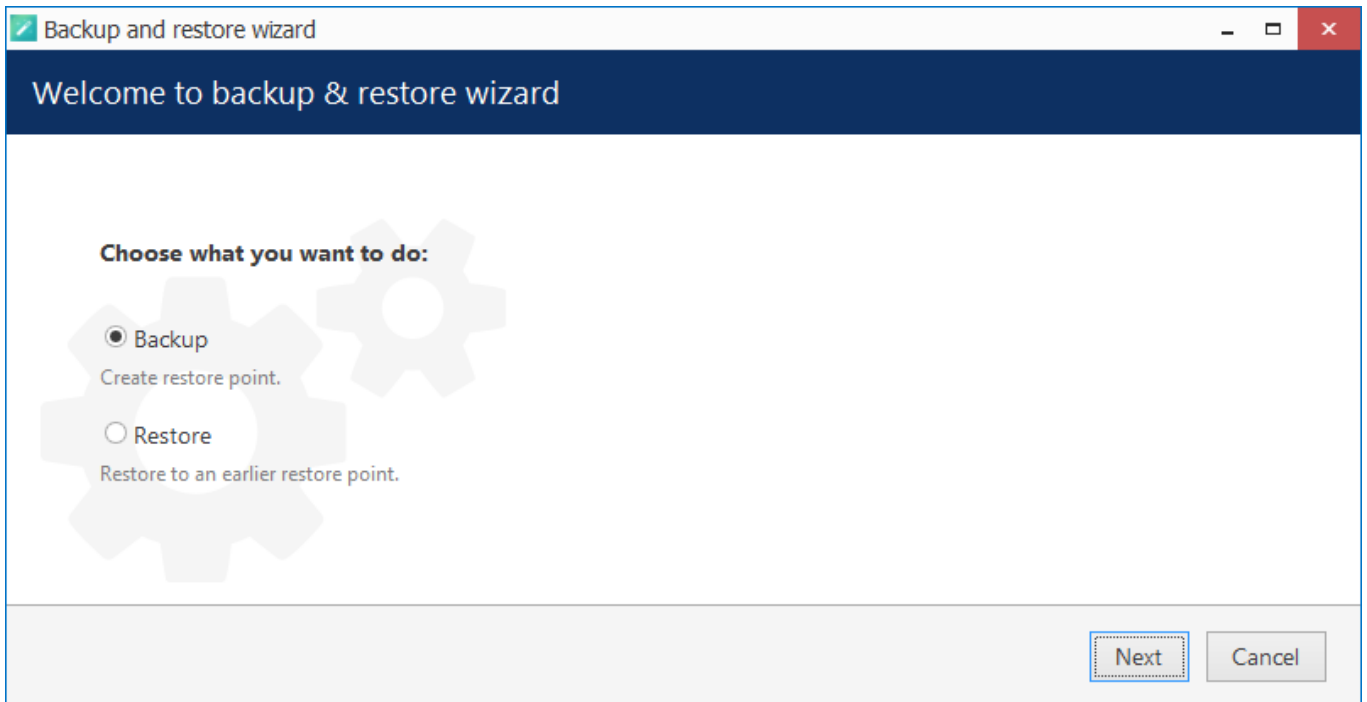 Backup and restore wizard
Welcome to backup & restore wizard
Choose what you want to do:
Backup
Create restore point.
Restore
Restore to an earlier restore point.
Next Cancel